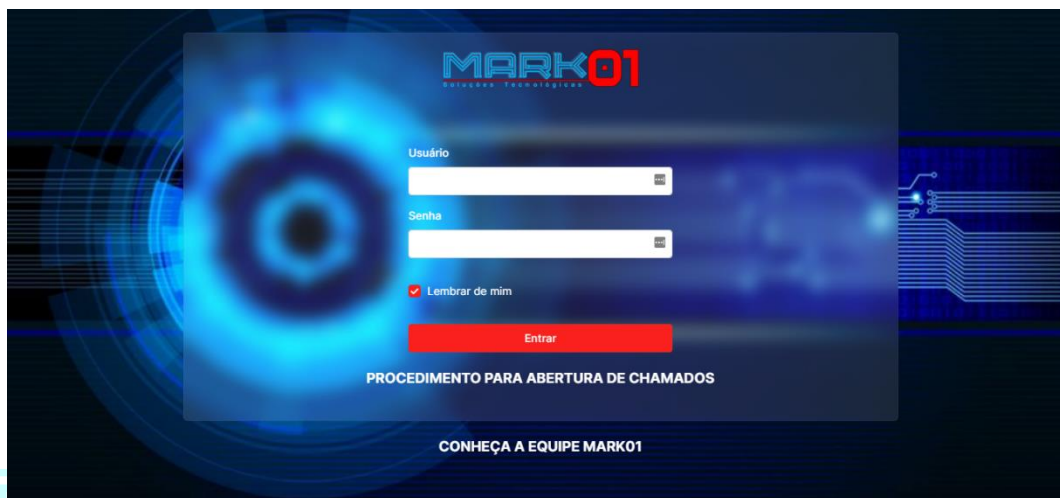 MARK01
Soluções Tecnológicas
Usuário
Senha
Lembrar de mim
Entrar
PROCEDIMENTO PARA ABERTURA DE CHAMADOS
CONHEÇA A EQUIPE MARK01